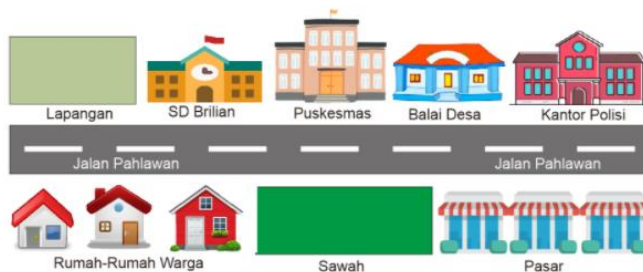 Lapangan
SD Brilian
Puskesmas
Balai Desa
Kantor Polisi
Jalan Pahlawan
Jalan Pahlawan
Rumah-Rumah Warga
Sawah
Pasar